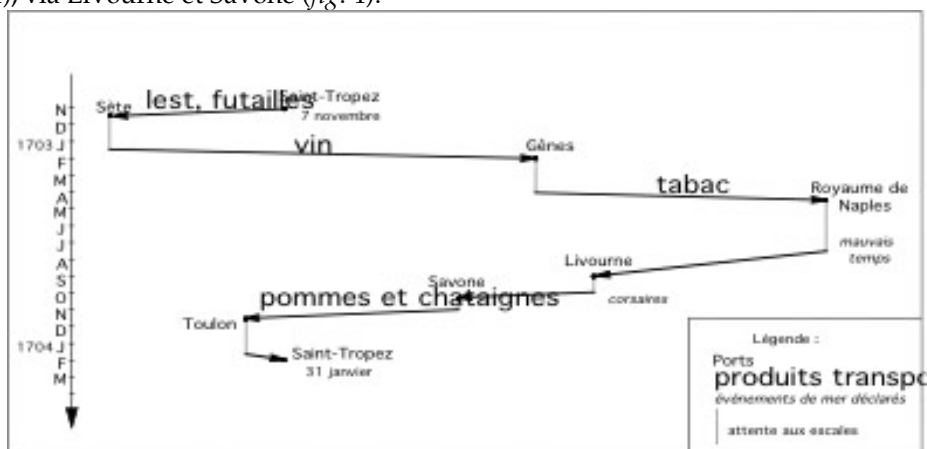 via Livourne et Savone (fig. 1).
lest, futailles
Sète
Saint-Tropez
7 novembre
N
D
1703 J
F
M
A
M
J
J
A
S
O
N
D
1704 J
F
M
vin
Gênes
tabac
Royaume de
Naples
mauvais
temps
Livourne
corsaires
Savone
pommes et chataignes
Toulon
Saint-Tropez
31 janvier
Légende :
Ports
produits transpo
événements de mer déclarés
attente aux escales